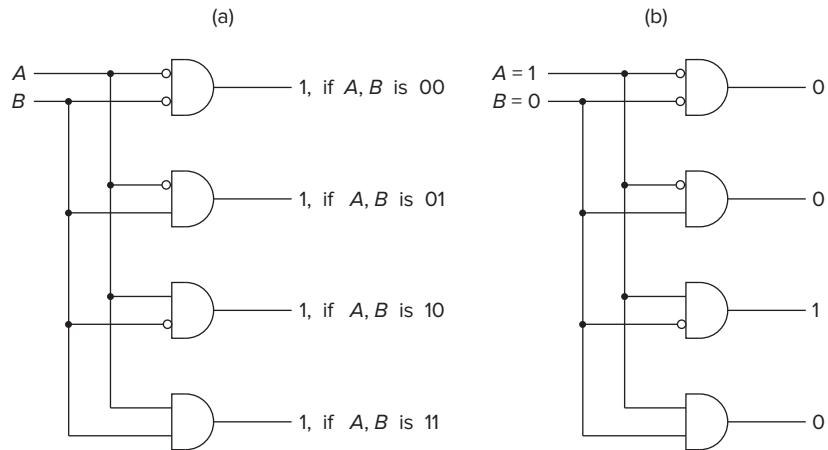 (a)
A
B
1, if A, B is 00
1, if A, B is 01
1, if A, B is 10
1, if A, B is 11
(b)
A = 1
B = 0
0
0
1
0